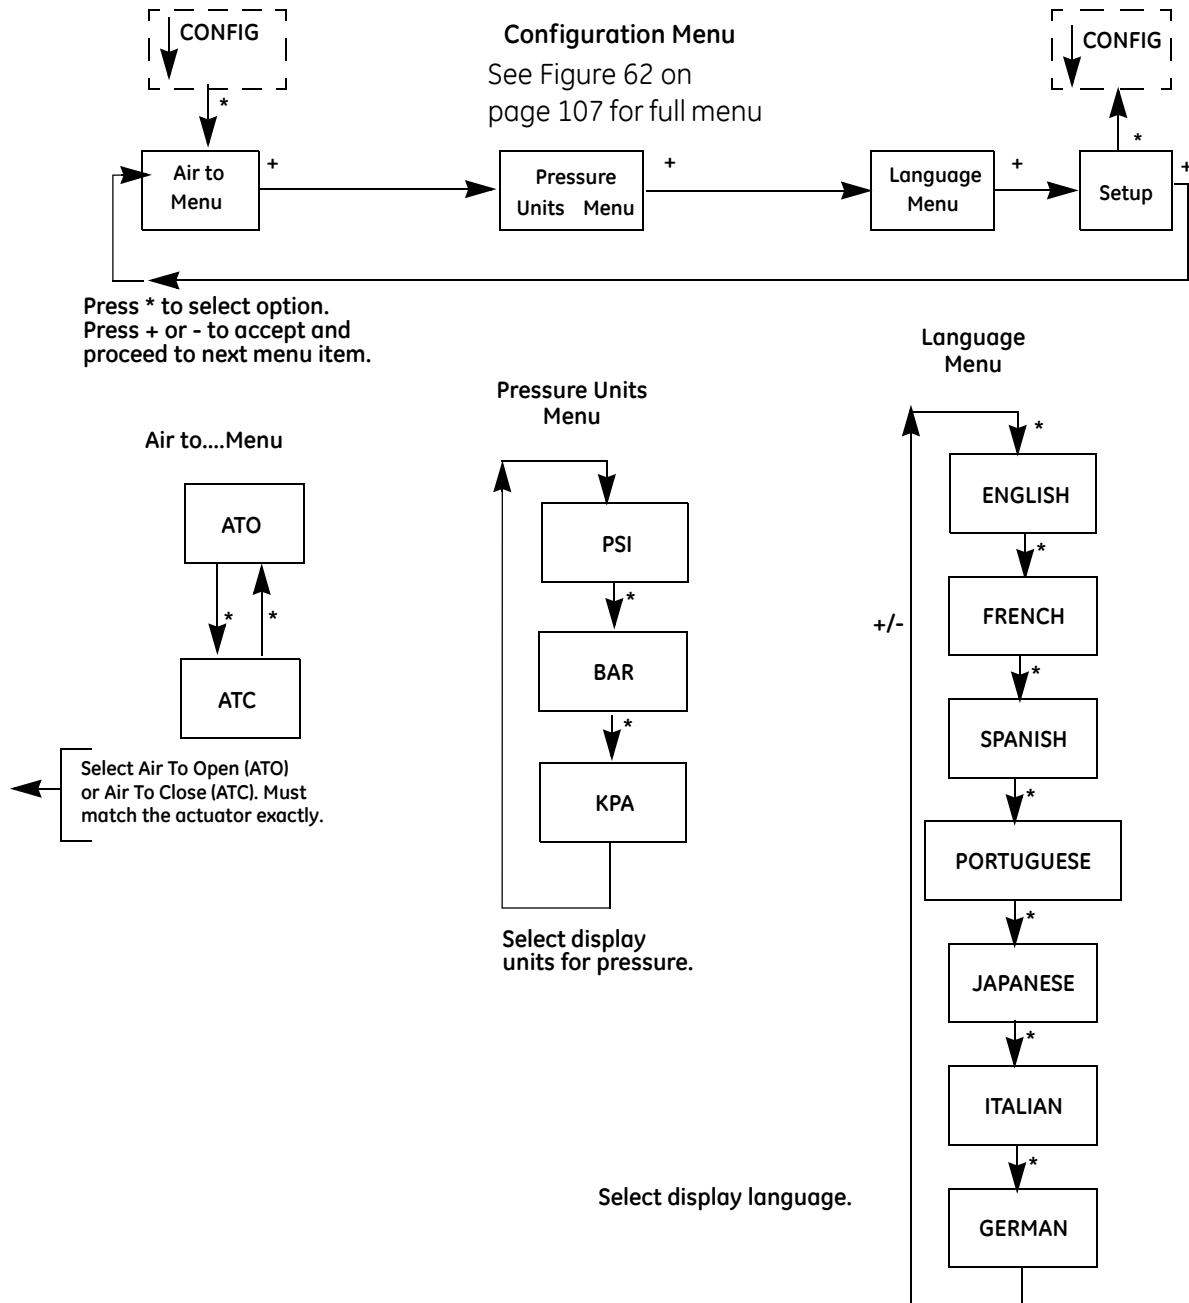 CONFIG
Configuration Menu
See Figure 62 on
page 107 for full menu
CONFIG
*
*
Air to
Menu
+
Pressure
Units Menu
+
Language
Menu
+
Setup
+
Press * to select option.
Press + or - to accept and
proceed to next menu item.
Air to....Menu
ATO
*
*
ATC
Select Air To Open (ATO)
or Air To Close (ATC). Must
match the actuator exactly.
Pressure Units
Menu
PSI
*
BAR
*
KPA
Select display
units for pressure.
Language
Menu
*
ENGLISH
*
FRENCH
+/-
*
SPANISH
*
PORTUGUESE
*
JAPANESE
*
ITALIAN
*
GERMAN
Select display language.